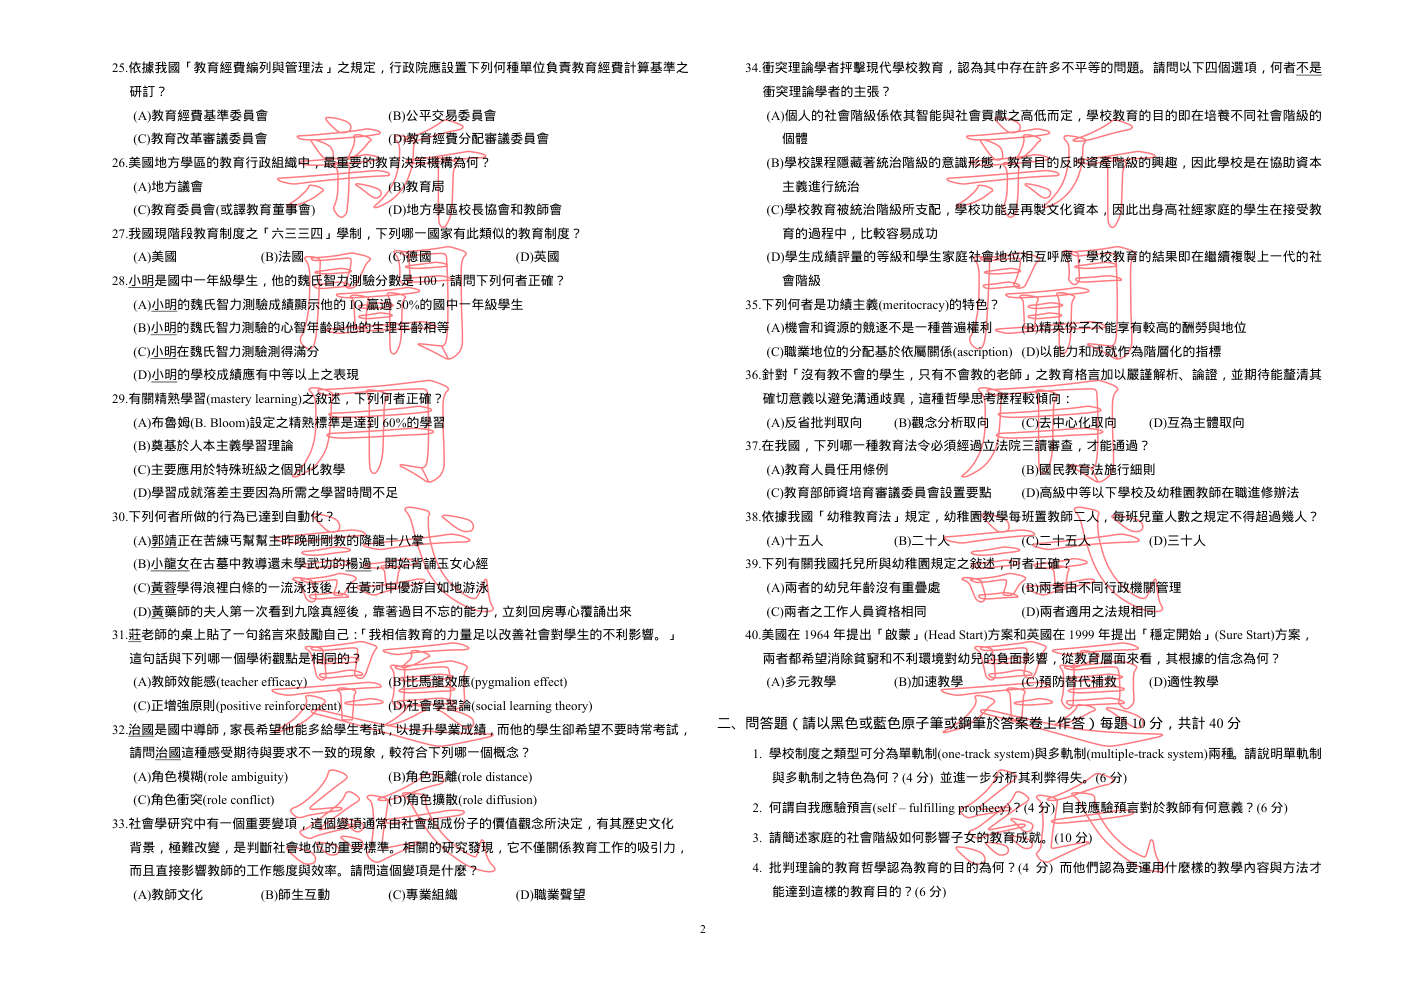 25.依據我國「教育經費編列與管理法」之規定，行政院應設置下列何種單位負責教育經費計算基準之
研訂？
(A)教育經費基準委員會 (B)公平交易委員會
(C)教育改革審議委員會 (D)教育經費分配審議委員會
26.美國地方學區的教育行政組織中，最重要的教育決策機構為何？
(A)地方議會 (B)教育局
(C)教育委員會(或譯教育董事會) (D)地方學區校長協會和教師會
27.我國現階段教育制度之「六三三四」學制，下列哪一國家有此類似的教育制度？
(A)美國 (B)法國 (C)德國 (D)英國
28.小明是國中一年級學生，他的魏氏智力測驗分數是 100，請問下列何者正確？
(A)小明的魏氏智力測驗成績顯示他的 IQ 贏過 50%的國中一年級學生
(B)小明的魏氏智力測驗的心智年齡與他的生理年齡相等
(C)小明在魏氏智力測驗測得滿分
(D)小明的學校成績應有中等以上之表現
29.有關精熟學習(mastery learning)之敘述，下列何者正確？
(A)布魯姆(B. Bloom)設定之精熟標準是達到 60%的學習
(B)奠基於人本主義學習理論
(C)主要應用於特殊班級之個別化教學
(D)學習成就落差主要因為所需之學習時間不足
30.下列何者所做的行為已達到自動化？
(A)郭靖正在苦練丐幫幫主昨晚剛剛教的降龍十八掌
(B)小龍女在古墓中教導還未學武功的楊過，開始背誦玉女心經
(C)黃蓉學得浪裡白條的一流泳技後，在黃河中優游自如地游泳
(D)黃藥師的夫人第一次看到九陰真經後，靠著過目不忘的能力，立刻回房專心覆誦出來
31.莊老師的桌上貼了一句銘言來鼓勵自己：「我相信教育的力量足以改善社會對學生的不利影響。」
這句話與下列哪一個學術觀點是相同的？
(A)教師效能感(teacher efficacy) (B)比馬龍效應(pygmalion effect)
(C)正增強原則(positive reinforcement) (D)社會學習論(social learning theory)
32.治國是國中導師，家長希望他能多給學生考試，以提升學業成績，而他的學生卻希望不要時常考試，
請問治國這種感受期待與要求不一致的現象，較符合下列哪一個概念？
(A)角色模糊(role ambiguity) (B)角色距離(role distance)
(C)角色衝突(role conflict) (D)角色擴散(role diffusion)
33.社會學研究中有一個重要變項，這個變項通常由社會組成份子的價值觀念所決定，有其歷史文化
背景，極難改變，是判斷社會地位的重要標準。相關的研究發現，它不僅關係教育工作的吸引力，
而且直接影響教師的工作態度與效率。請問這個變項是什麼？
(A)教師文化 (B)師生互動 (C)專業組織 (D)職業聲望
34.衝突理論學者抨擊現代學校教育，認為其中存在許多不平等的問題。請問以下四個選項，何者不是
衝突理論學者的主張？
(A)個人的社會階級係依其智能與社會貢獻之高低而定，學校教育的目的即在培養不同社會階級的
個體
(B)學校課程隱藏著統治階級的意識形態，教育目的反映資產階級的興趣，因此學校是在協助資本
主義進行統治
(C)學校教育被統治階級所支配，學校功能是再製文化資本，因此出身高社經家庭的學生在接受教
育的過程中，比較容易成功
(D)學生成績評量的等級和學生家庭社會地位相互呼應，學校教育的結果即在繼續複製上一代的社
會階級
35.下列何者是功績主義(meritocracy)的特色？
(A)機會和資源的競逐不是一種普遍權利 (B)精英份子不能享有較高的酬勞與地位
(C)職業地位的分配基於依屬關係(ascription) (D)以能力和成就作為階層化的指標
36.針對「沒有教不會的學生，只有不會教的老師」之教育格言加以嚴謹解析、論證，並期待能釐清其
確切意義以避免溝通歧異，這種哲學思考歷程較傾向：
(A)反省批判取向 (B)觀念分析取向 (C)去中心化取向 (D)互為主體取向
37.在我國，下列哪一種教育法令必須經過立法院三讀審查，才能通過？
(A)教育人員任用條例 (B)國民教育法施行細則
(C)教育部師資培育審議委員會設置要點 (D)高級中等以下學校及幼稚園教師在職進修辦法
38.依據我國「幼稚教育法」規定，幼稚園教學每班置教師二人，每班兒童人數之規定不得超過幾人？
(A)十五人 (B)二十人 (C)二十五人 (D)三十人
39.下列有關我國托兒所與幼稚園規定之敘述，何者正確？
(A)兩者的幼兒年齡沒有重疊處 (B)兩者由不同行政機關管理
(C)兩者之工作人員資格相同 (D)兩者適用之法規相同
40.美國在 1964 年提出「啟蒙」(Head Start)方案和英國在 1999 年提出「穩定開始」(Sure Start)方案，
兩者都希望消除貧窮和不利環境對幼兒的負面影響，從教育層面來看，其根據的信念為何？
(A)多元教學 (B)加速教學 (C)預防替代補救 (D)適性教學
二、問答題（請以黑色或藍色原子筆或鋼筆於答案卷上作答）每題 10 分，共計 40 分
1. 學校制度之類型可分為單軌制(one-track system)與多軌制(multiple-track system)兩種。請說明單軌制
與多軌制之特色為何？(4 分) 並進一步分析其利弊得失。(6 分)
2. 何謂自我應驗預言(self – fulfilling prophecy)？(4 分) 自我應驗預言對於教師有何意義？(6 分)
3. 請簡述家庭的社會階級如何影響子女的教育成就。(10 分)
4. 批判理論的教育哲學認為教育的目的為何？(4 分) 而他們認為要運用什麼樣的教學內容與方法才
能達到這樣的教育目的？(6 分)
2
新聞用試題紙
新聞用試題紙